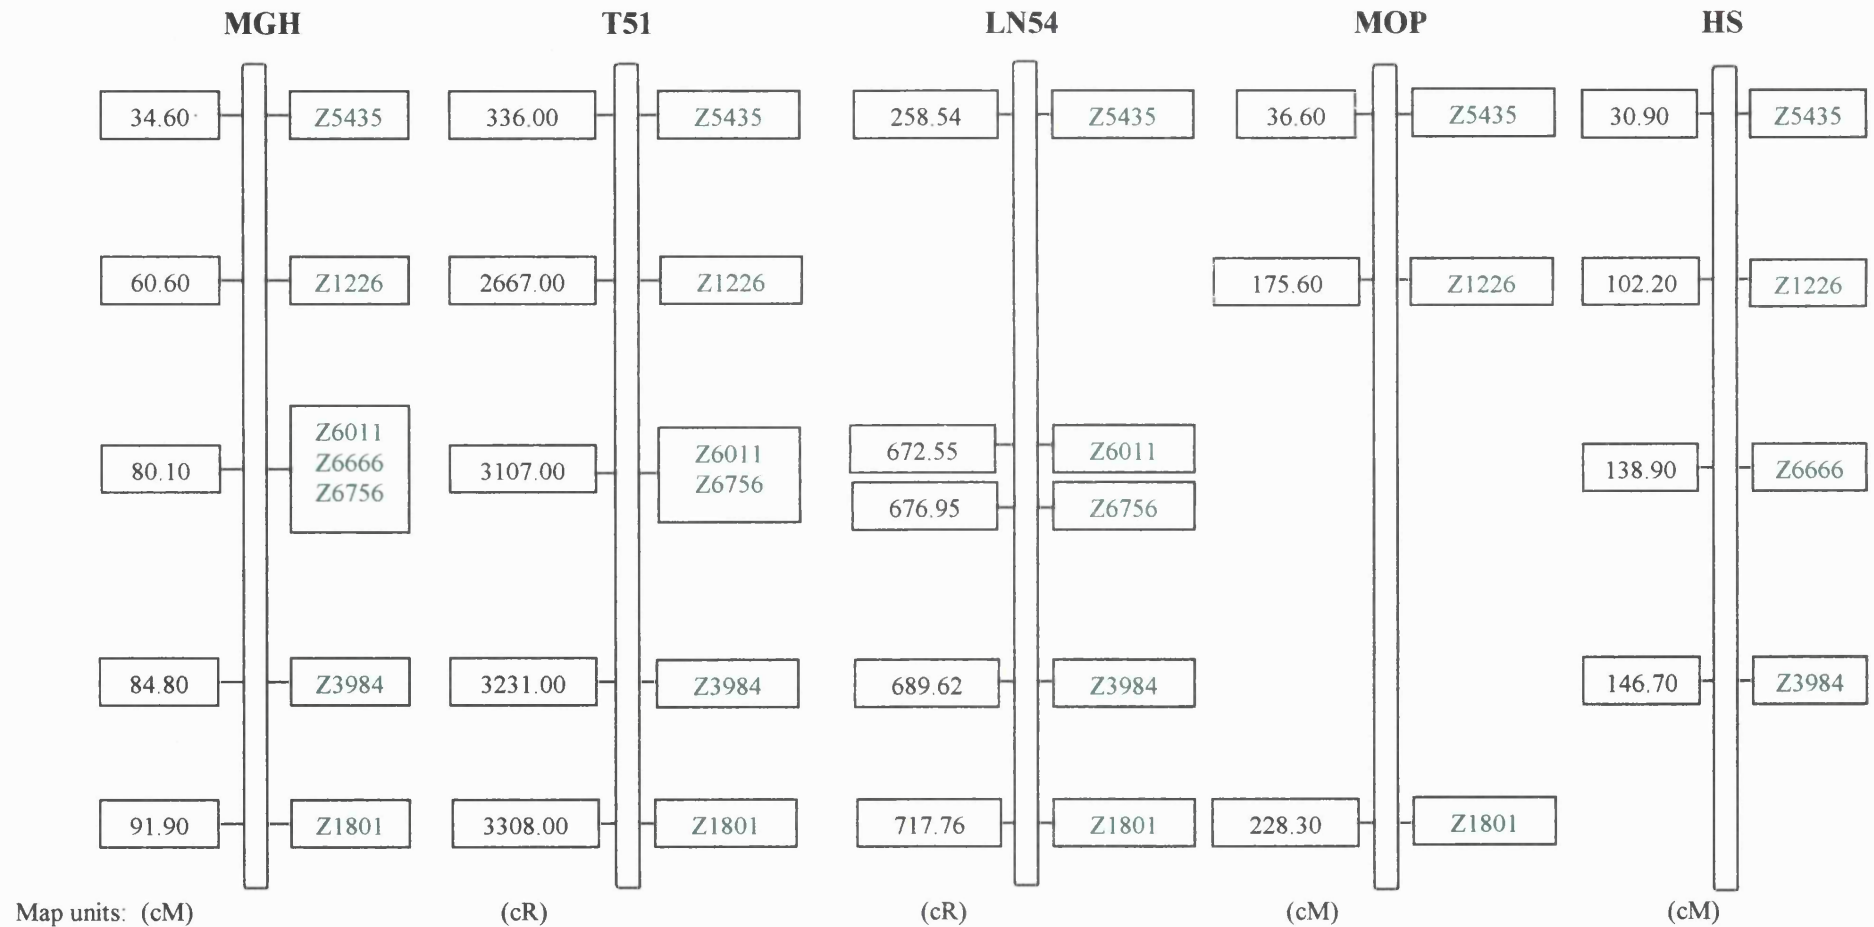 MGH T51 LN54 MOP HS
34.60 Z5435 336.00 Z5435 258.54 Z5435 36.60 Z5435 30.90 Z5435
60.60 Z1226 2667.00 Z1226 175.60 Z1226 102.20 Z1226
Z6011
Z6666
Z6756
80.10
Z6011
Z6756
3107.00
672.55 Z6011
676.95 Z6756
138.90 Z6666
84.80 Z3984 3231.00 Z3984 689.62 Z3984 146.70 Z3984
91.90 Z1801 3308.00 Z1801 717.76 Z1801 228.30 Z1801
Map units: (cM) (cR) (cR) (cM) (cM)